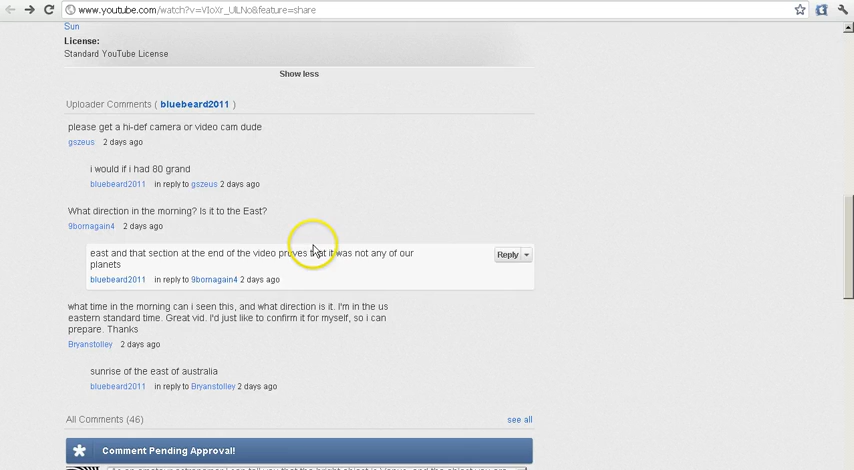 www.youtube.com/watch?v=VIoXr_UlLNo&feature=share
Sun
License:
Standard YouTube License
Show less
Uploader Comments ( bluebeard2011 )
please get a hi-def camera or video cam dude
gszeus 2 days ago
i would if i had 80 grand
bluebeard2011 in reply to gszeus 2 days ago
What direction in the morning? Is it to the East?
9bornagain4 2 days ago
east and that section at the end of the video proves that it was not any of our
planets
Reply
bluebeard2011 in reply to 9bornagain4 2 days ago
what time in the morning can i seen this, and what direction is it. I'm in the us
eastern standard time. Great vid. I'd just like to confirm it for myself, so i can
prepare. Thanks
Bryanstolley 2 days ago
sunrise of the east of australia
bluebeard2011 in reply to Bryanstolley 2 days ago
All Comments (46) see all
Comment Pending Approval!